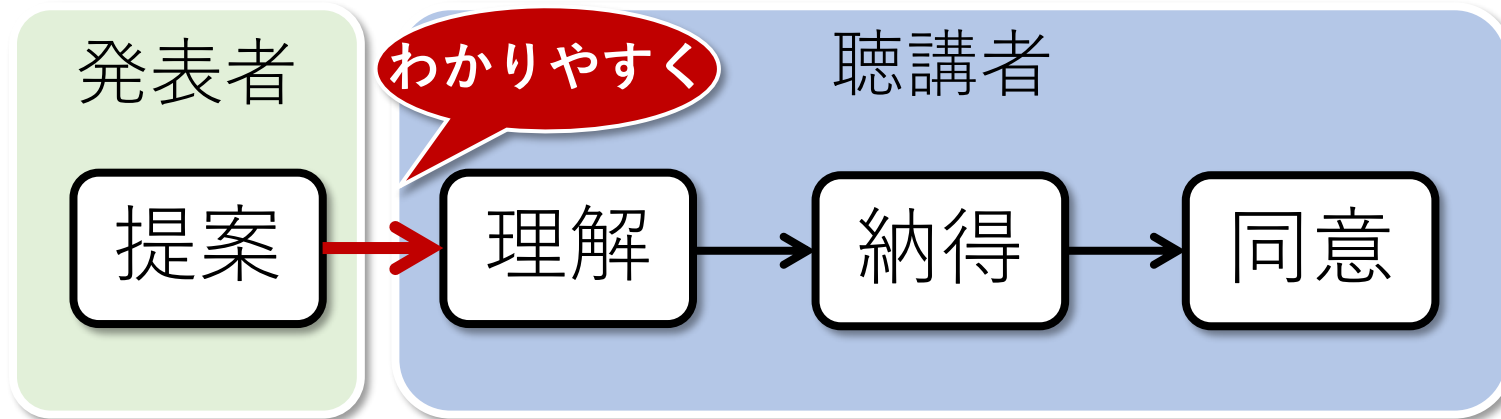 発表者
わかりやすく
聴講者
提案
理解
納得
同意